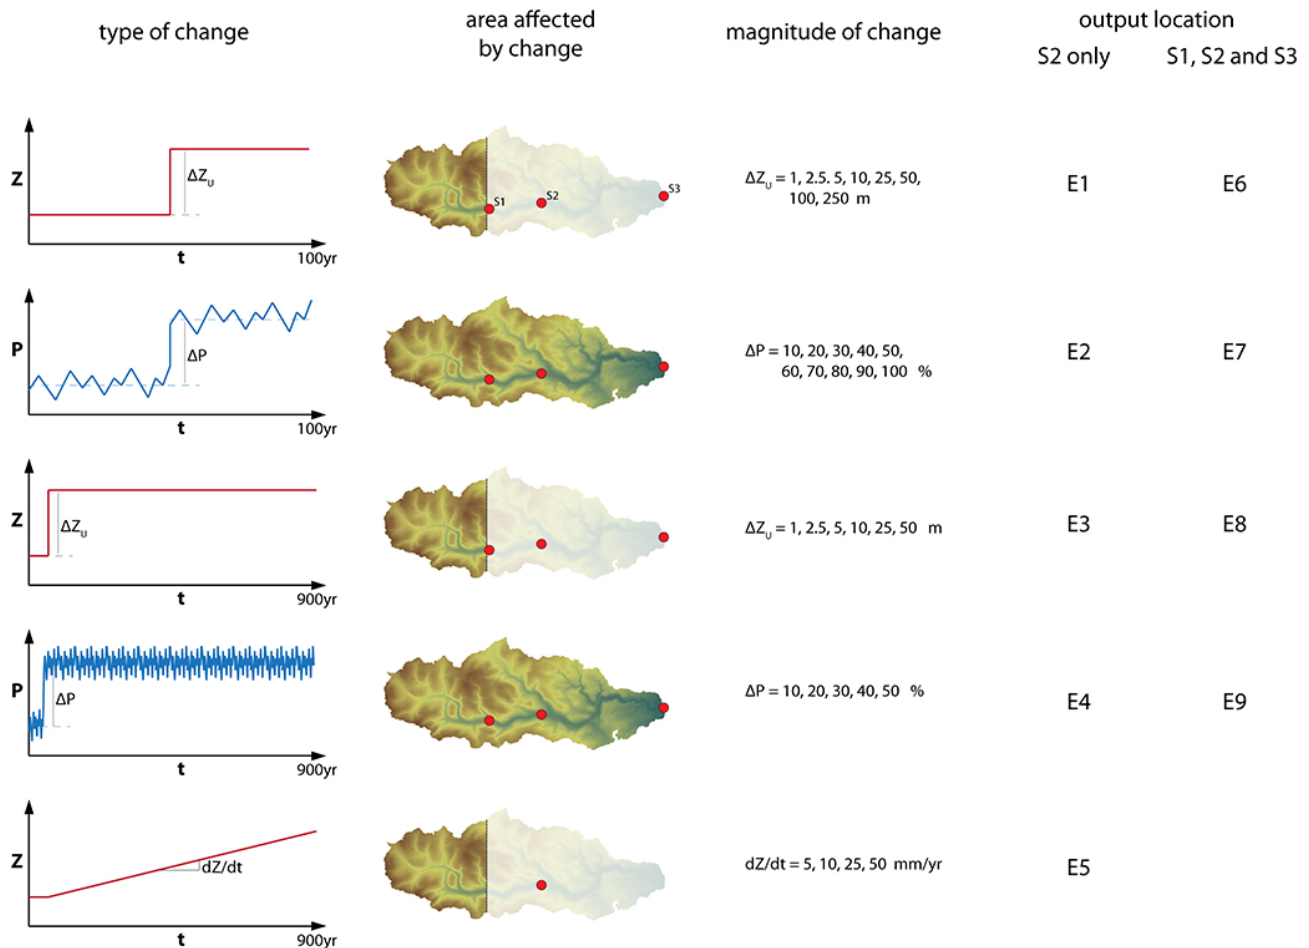 type of change
area affected
by change
magnitude of change
output location
S2 only
S1, S2 and S3
Z
ΔZU
t
100yr
S1
S2
S3
ΔZU = 1, 2.5. 5, 10, 25, 50,
100, 250 m
E1
E6
P
ΔP
t
100yr
ΔP = 10, 20, 30, 40, 50,
60, 70, 80, 90, 100 %
E2
E7
Z
ΔZU
t
900yr
ΔZU = 1, 2.5, 5, 10, 25, 50 m
E3
E8
P
ΔP
t
900yr
ΔP = 10, 20, 30, 40, 50 %
E4
E9
Z
dZ/dt
t
900yr
dZ/dt = 5, 10, 25, 50 mm/yr
E5